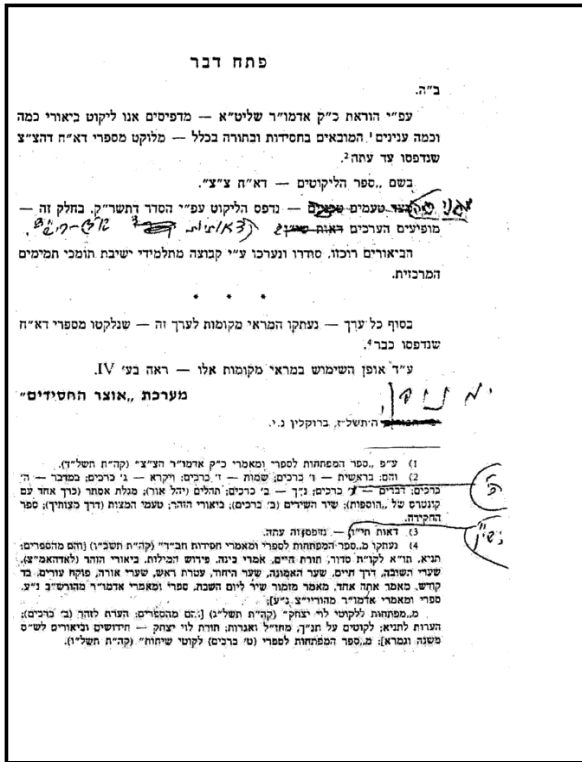 פתח דבר
ב"ה.
עפ"י הוראת כ"ק אדמו"ר שליט"א — מדפיסים אנו ליקוט ביאורי כמה
וכמה ענינים¹ המובאים בחסידות ובתורה בכלל — מלוקט מספרי דא"ח דהצ"צ
שנדפסו עד עתה².
בשם „ספר הליקוטים — דא"ח צ"צ".
טעמים — נדפס הליקוט עפ"י הסדר דתשר"ק. בחלק זה —
מופיעים הערכים דאות
הביאורים רוכזו, סודרו ונערכו ע"י קבוצה מתלמידי ישיבת תומכי תמימים
המרכזית.
* * *
בסוף כל ערך — נעתקו המראי מקומות לערך זה — שנלקטו מספרי דא"ח
שנדפסו כבר⁴.
ע"ד אופן השימוש במראי מקומות אלו — ראה בע' IV.
מערכת „אוצר החסידים"
ה'תשל"ז, ברוקלין נ.י.
1) ע"פ „ספר המפתחות לספרי ומאמרי כ"ק אדמו"ר הצ"צ" (קה"ת תשל"ד).
2) והם: בראשית — ז' כרכים; שמות — ז' כרכים; ויקרא — ג' כרכים; במדבר — ה'
כרכים; דברים — כרכים; נ"ך — ב' כרכים; תהלים (יהל אור); מגלת אסתר (כרך אחד עם
קונטרס של „הוספות); שיר השירים (ב' כרכים); ביאורי הזהר; טעמי המצות (דרך מצותיך); ספר
החקירה.
3) דאות — נדפסה עתה.
4) נעתקו מ„ספר המפתחות לספרי ומאמרי חסידות חב"ד" (קה"ת תשכ"ו) [והם מהספרים:
תניא, תו"א לקו"ת סדור, תורת חיים, אמרי בינה, פירוש המילות, ביאורי הזהר (לאדהאמ"צ),
שערי תשובה, דרך חיים, שער האמונה, שער היחוד, עטרת ראש, שערי אורה, פוקח עורים, בד
קודש, מאמר אתה אחד, מאמר מזמור שיר ליום השבת, ספרי ומאמרי אדמו"ר מהורש"ב נ"ע,
ספרי ומאמרי אדמו"ר מהוריי"צ נ"ע];
מ„מפתחות ללקוטי לוי יצחק" (קה"ת תשל"ג) [והם מהספרים: הערות לזהר (ב' כרכים);
הערות לתניא; לקוטים על תנ"ך, מחז"ל ואגרות; תורת לוי יצחק — חידושים וביאורים לש"ס
משנה וגמרא]; מ„ספר המפתחות לספרי (ט' כרכים) לקוטי שיחות" (קה"ת תשל"ו).